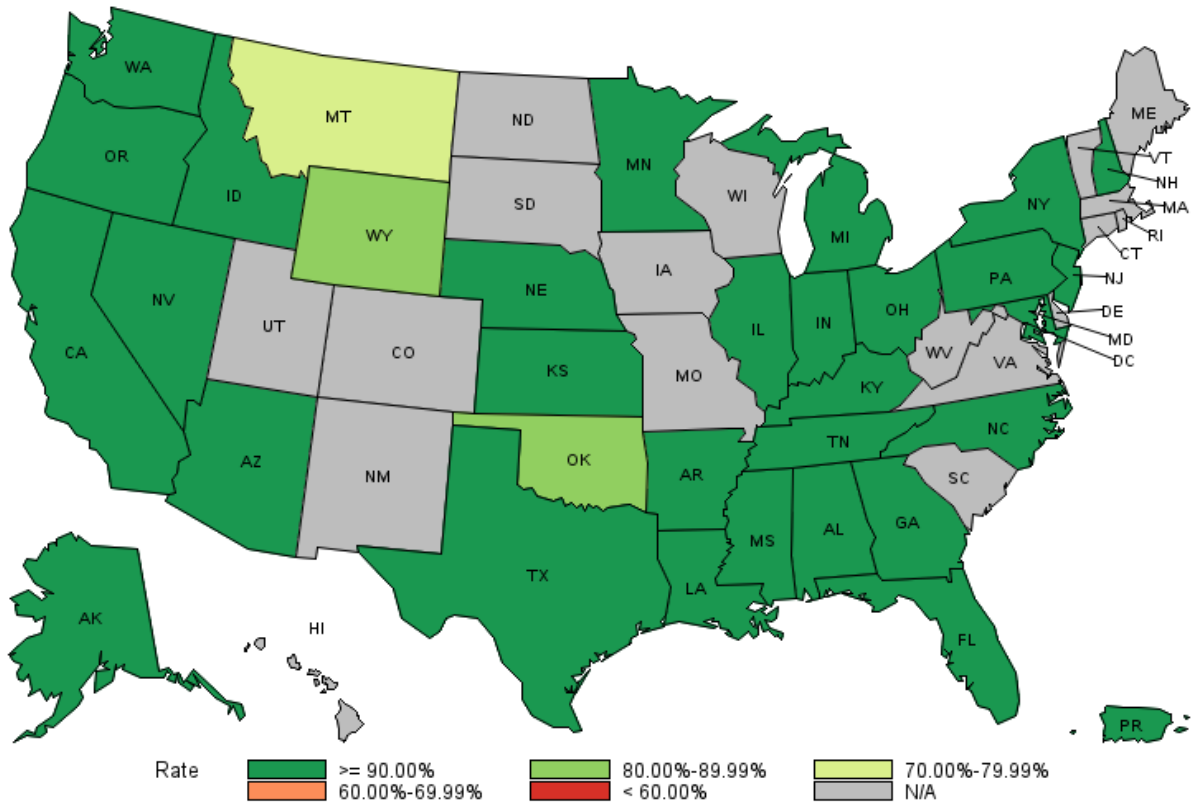 WA
MT
ND
ME
OR
MN
VT
ID
SD
WI
NH
NY
MA
WY
MI
RI
CT
IA
NE
PA
NV
NJ
OH
UT
IL
IN
DE
CO
MD
CA
WV
VA
DC
KS
MO
KY
NC
TN
AZ
OK
NM
AR
SC
GA
AL
MS
TX
LA
AK
HI
FL
PR
Rate >= 90.00% 80.00%-89.99% 70.00%-79.99%
60.00%-69.99% < 60.00% N/A